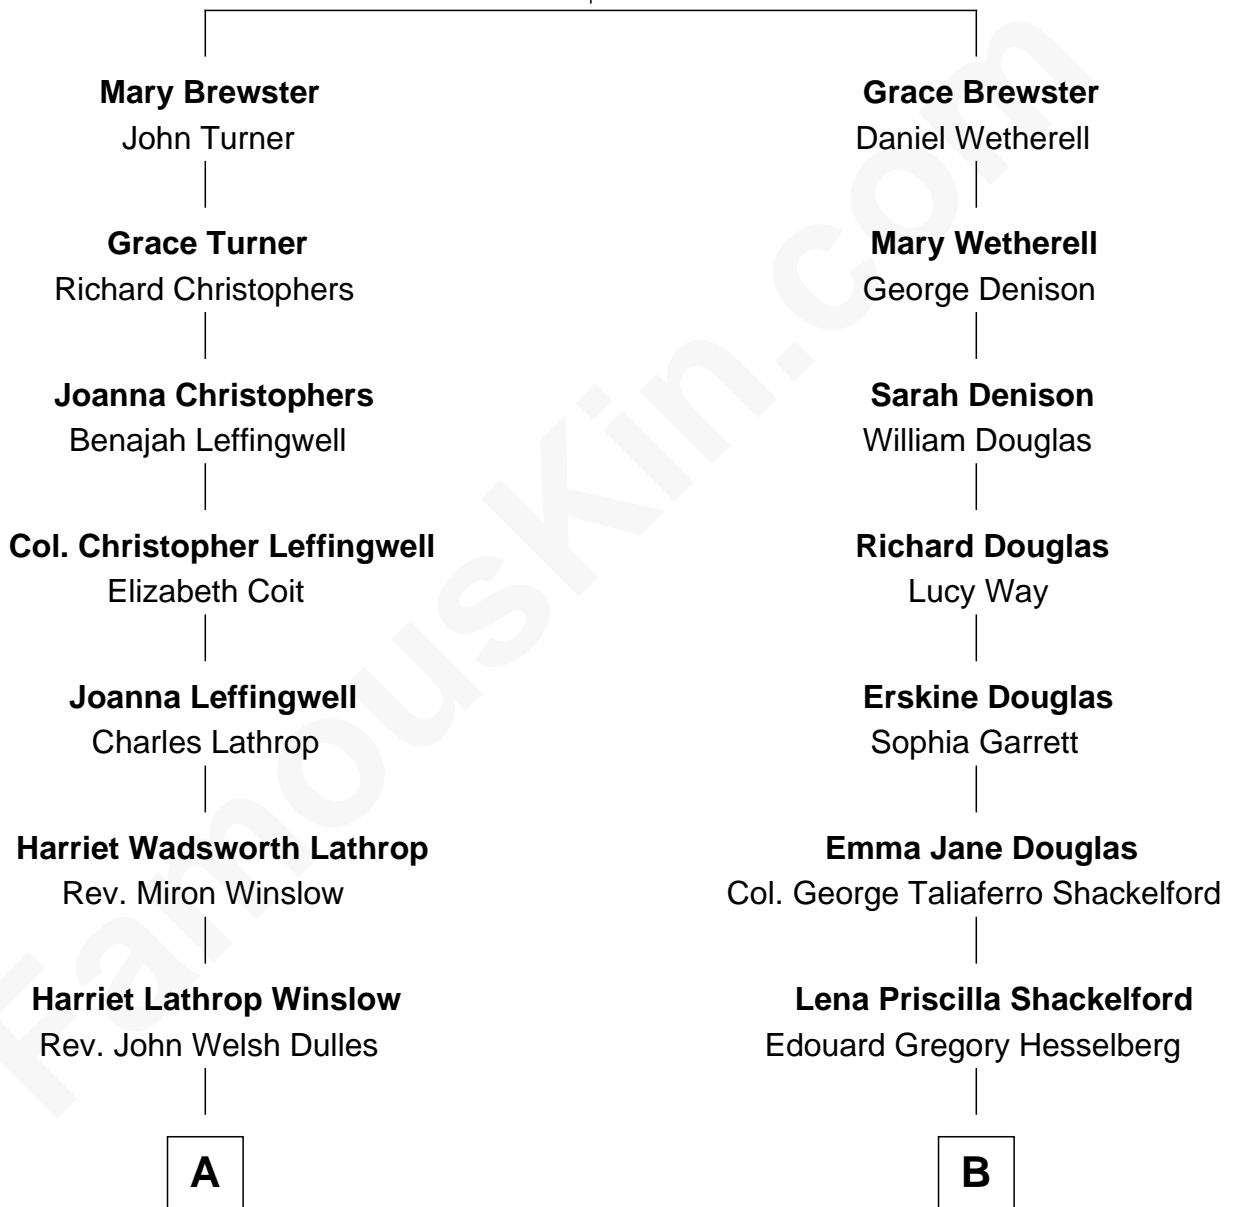 Mary Brewster
John Turner
Grace Brewster
Daniel Wetherell
Grace Turner
Richard Christophers
Mary Wetherell
George Denison
Joanna Christophers
Benajah Leffingwell
Sarah Denison
William Douglas
Col. Christopher Leffingwell
Elizabeth Coit
Richard Douglas
Lucy Way
Joanna Leffingwell
Charles Lathrop
Erskine Douglas
Sophia Garrett
Harriet Wadsworth Lathrop
Rev. Miron Winslow
Emma Jane Douglas
Col. George Taliaferro Shackelford
Harriet Lathrop Winslow
Rev. John Welsh Dulles
Lena Priscilla Shackelford
Edouard Gregory Hesselberg
A
B
FamousKin.com